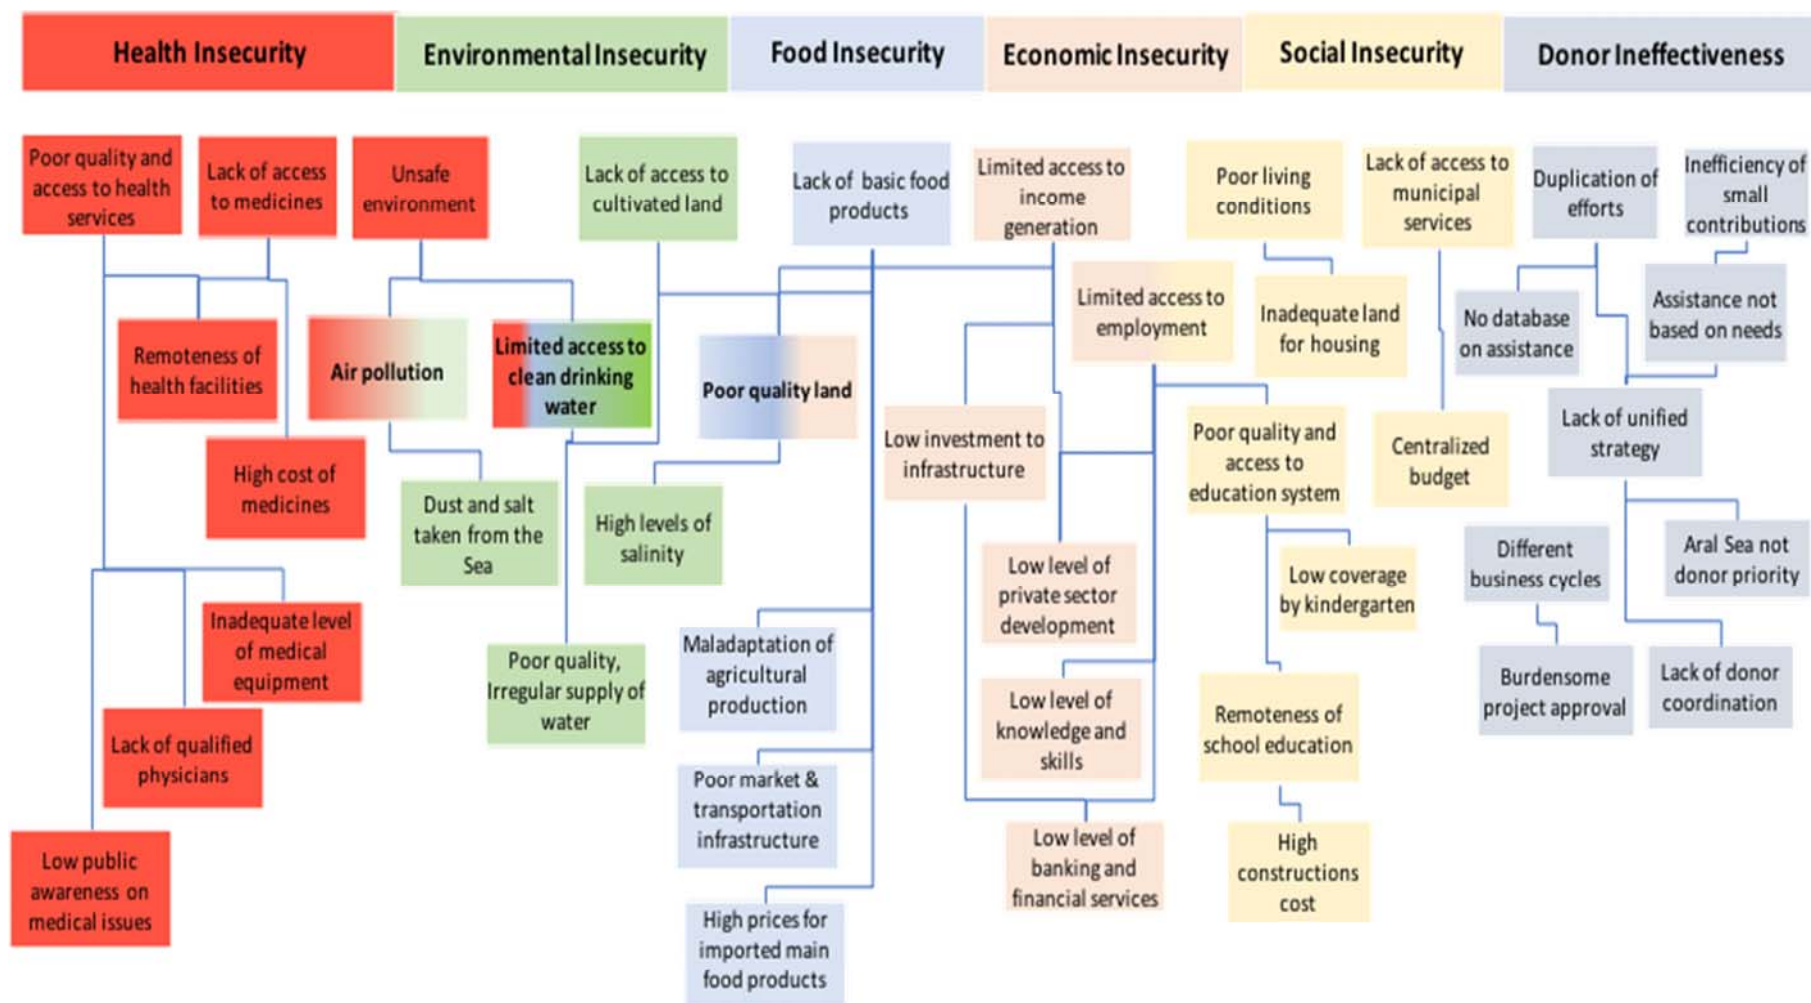 Health Insecurity
Environmental Insecurity
Food Insecurity
Economic Insecurity
Social Insecurity
Donor Ineffectiveness
Poor quality and
access to health
services
Lack of access
to medicines
Unsafe
environment
Lack of access to
cultivated land
Lack of basic food
products
Limited access to
income
generation
Poor living
conditions
Lack of access to
municipal
services
Duplication of
efforts
Inefficiency of
small
contributions
Remoteness of
health facilities
Air pollution
Limited access to
clean drinking
water
Poor quality land
Limited access to
employment
Inadequate land
for housing
No database
on assistance
Assistance not
based on needs
High cost of
medicines
Dust and salt
taken from the
Sea
High levels of
salinity
Low investment to
infrastructure
Poor quality and
access to
education system
Centralized
budget
Lack of unified
strategy
Inadequate level
of medical
equipment
Poor quality,
Irregular supply of
water
Maladaptation of
agricultural
production
Low level of
private sector
development
Low coverage
by kindergarten
Different
business cycles
Aral Sea not
donor priority
Lack of qualified
physicians
Poor market &
transportation
infrastructure
Low level of
knowledge and
skills
Remoteness of
school education
Burdensome
project approval
Lack of donor
coordination
Low public
awareness on
medical issues
High prices for
imported main
food products
Low level of
banking and
financial services
High
constructions
cost